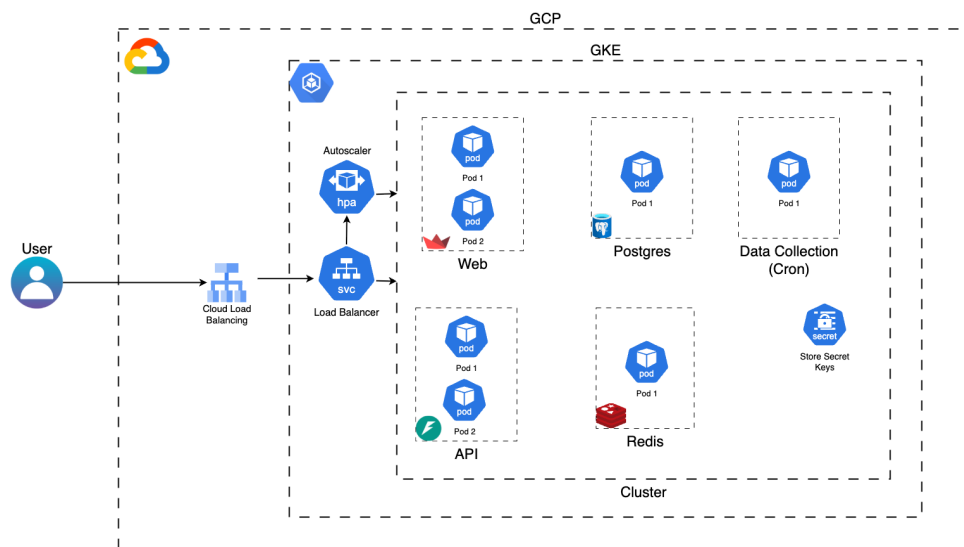 GCP
GKE
Autoscaler
hpa
pod
Pod 1
pod
Pod 2
Web
pod
Pod 1
Postgres
pod
Pod 1
Data Collection
(Cron)
User
Cloud Load
Balancing
svc
Load Balancer
pod
Pod 1
pod
Pod 2
API
pod
Pod 1
Redis
secret
Store Secret
Keys
Cluster